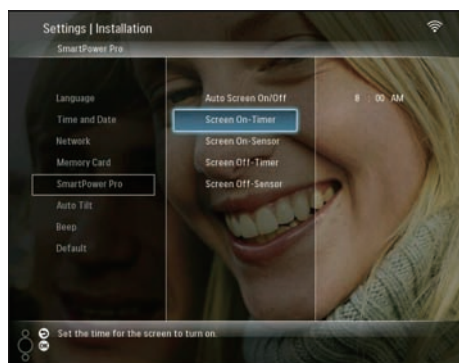 Settings | Installation
SmartPower Pro
Language
Time and Date
Network
Memory Card
SmartPower Pro
Auto Tilt
Beep
Default
Auto Screen On/Off
Screen On-Timer
Screen On-Sensor
Screen Off-Timer
Screen Off-Sensor
8 : 00 AM
Set the time for the screen to turn on.
OK